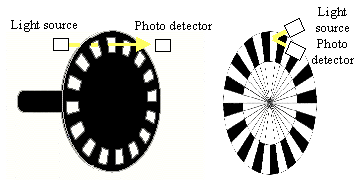 Light source
Photo detector
Light
source
Photo
detector